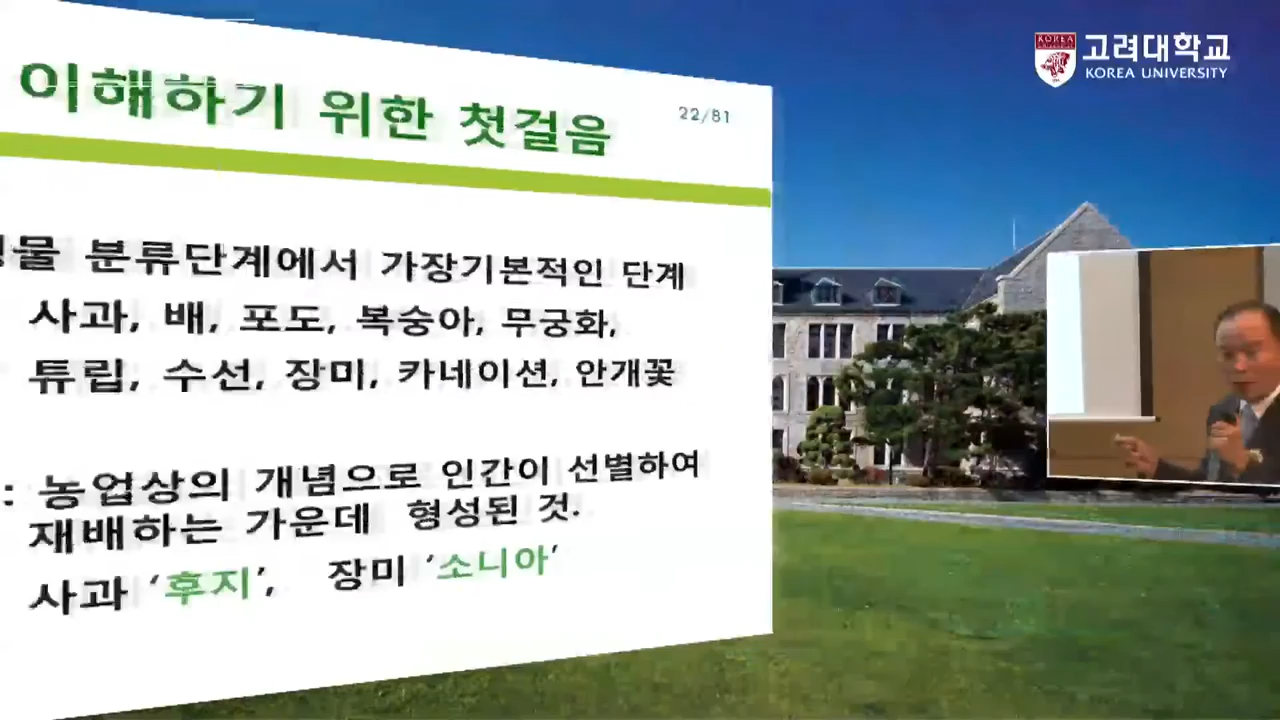 이해하기 위한 첫걸음
22/81
물 분류단계에서 가장기본적인 단계
사과, 배, 포도, 복숭아, 무궁화,
튜립, 수선, 장미, 카네이션, 안개꽃
: 농업상의 개념으로 인간이 선별하여
재배하는 가운데 형성된 것.
사과 '후지', 장미 '소니아'
KOREA
고려대학교
KOREA UNIVERSITY